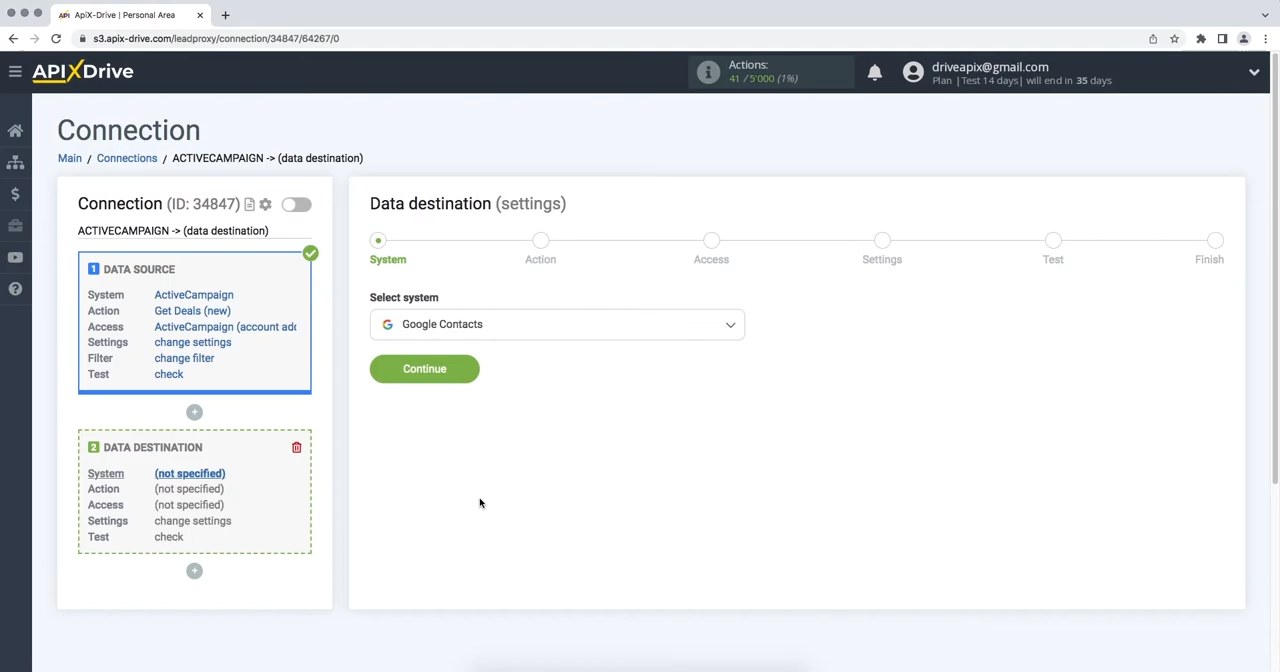 API ApiX-Drive | Personal Area
s3.apix-drive.com/leadproxy/connection/34847/64267/0
APIXDrive
Actions:
41 /5'000 (1%)
driveapix@gmail.com
Plan |Test 14 days| will end in 35 days
Connection
Main / Connections / ACTIVECAMPAIGN -> (data destination)
Connection (ID: 34847)
ACTIVECAMPAIGN -> (data destination)
1 DATA SOURCE
System ActiveCampaign
Action Get Deals (new)
Access ActiveCampaign (account add
Settings change settings
Filter change filter
Test check
2 DATA DESTINATION
System (not specified)
Action (not specified)
Access (not specified)
Settings change settings
Test check
Data destination (settings)
System Action Access Settings Test Finish
Select system
G Google Contacts
Continue